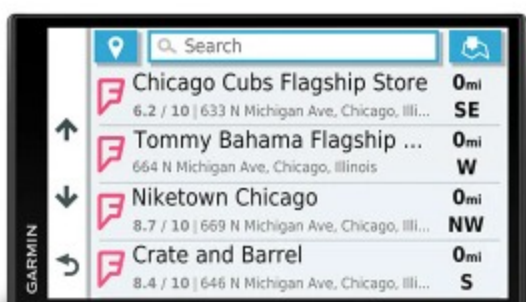 Search
Chicago Cubs Flagship Store 0mi
6.2 / 10 | 633 N Michigan Ave, Chicago, Illi... SE
Tommy Bahama Flagship ... 0mi
664 N Michigan Ave, Chicago, Illinois W
Niketown Chicago 0mi
8.7 / 10 | 669 N Michigan Ave, Chicago, Illi... NW
Crate and Barrel 0mi
8.4 / 10 | 646 N Michigan Ave, Chicago, Illi... S
GARMIN